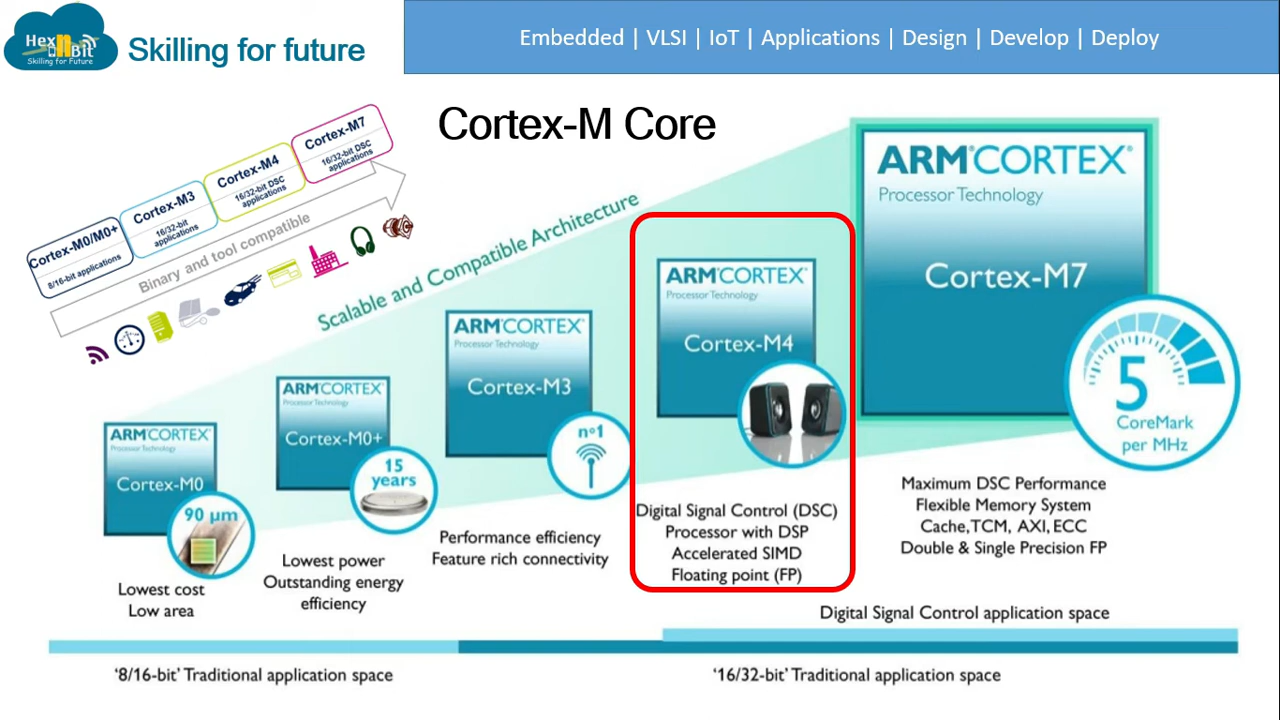 Hex n Bit
Skilling for Future
Skilling for future
Embedded | VLSI | IoT | Applications | Design | Develop | Deploy
Cortex-M Core
Cortex-M0/M0+
8/16-bit applications
Cortex-M3
16/32-bit
applications
Cortex-M4
16/32-bit DSC
applications
Cortex-M7
16/32-bit DSC
applications
Binary and tool compatible
Scalable and Compatible Architecture
ARM®CORTEX®
Processor Technology
Cortex-M0
90 µm
Lowest cost
Low area
ARM®CORTEX®
Processor Technology
Cortex-M0+
15
years
Lowest power
Outstanding energy
efficiency
ARM®CORTEX®
Processor Technology
Cortex-M3
n°1
Performance efficiency
Feature rich connectivity
ARM®CORTEX®
Processor Technology
Cortex-M4
Digital Signal Control (DSC)
Processor with DSP
Accelerated SIMD
Floating point (FP)
ARM®CORTEX®
Processor Technology
Cortex-M7
5
CoreMark
per MHz
Maximum DSC Performance
Flexible Memory System
Cache, TCM, AXI, ECC
Double & Single Precision FP
Digital Signal Control application space
‘8/16-bit’ Traditional application space
‘16/32-bit’ Traditional application space